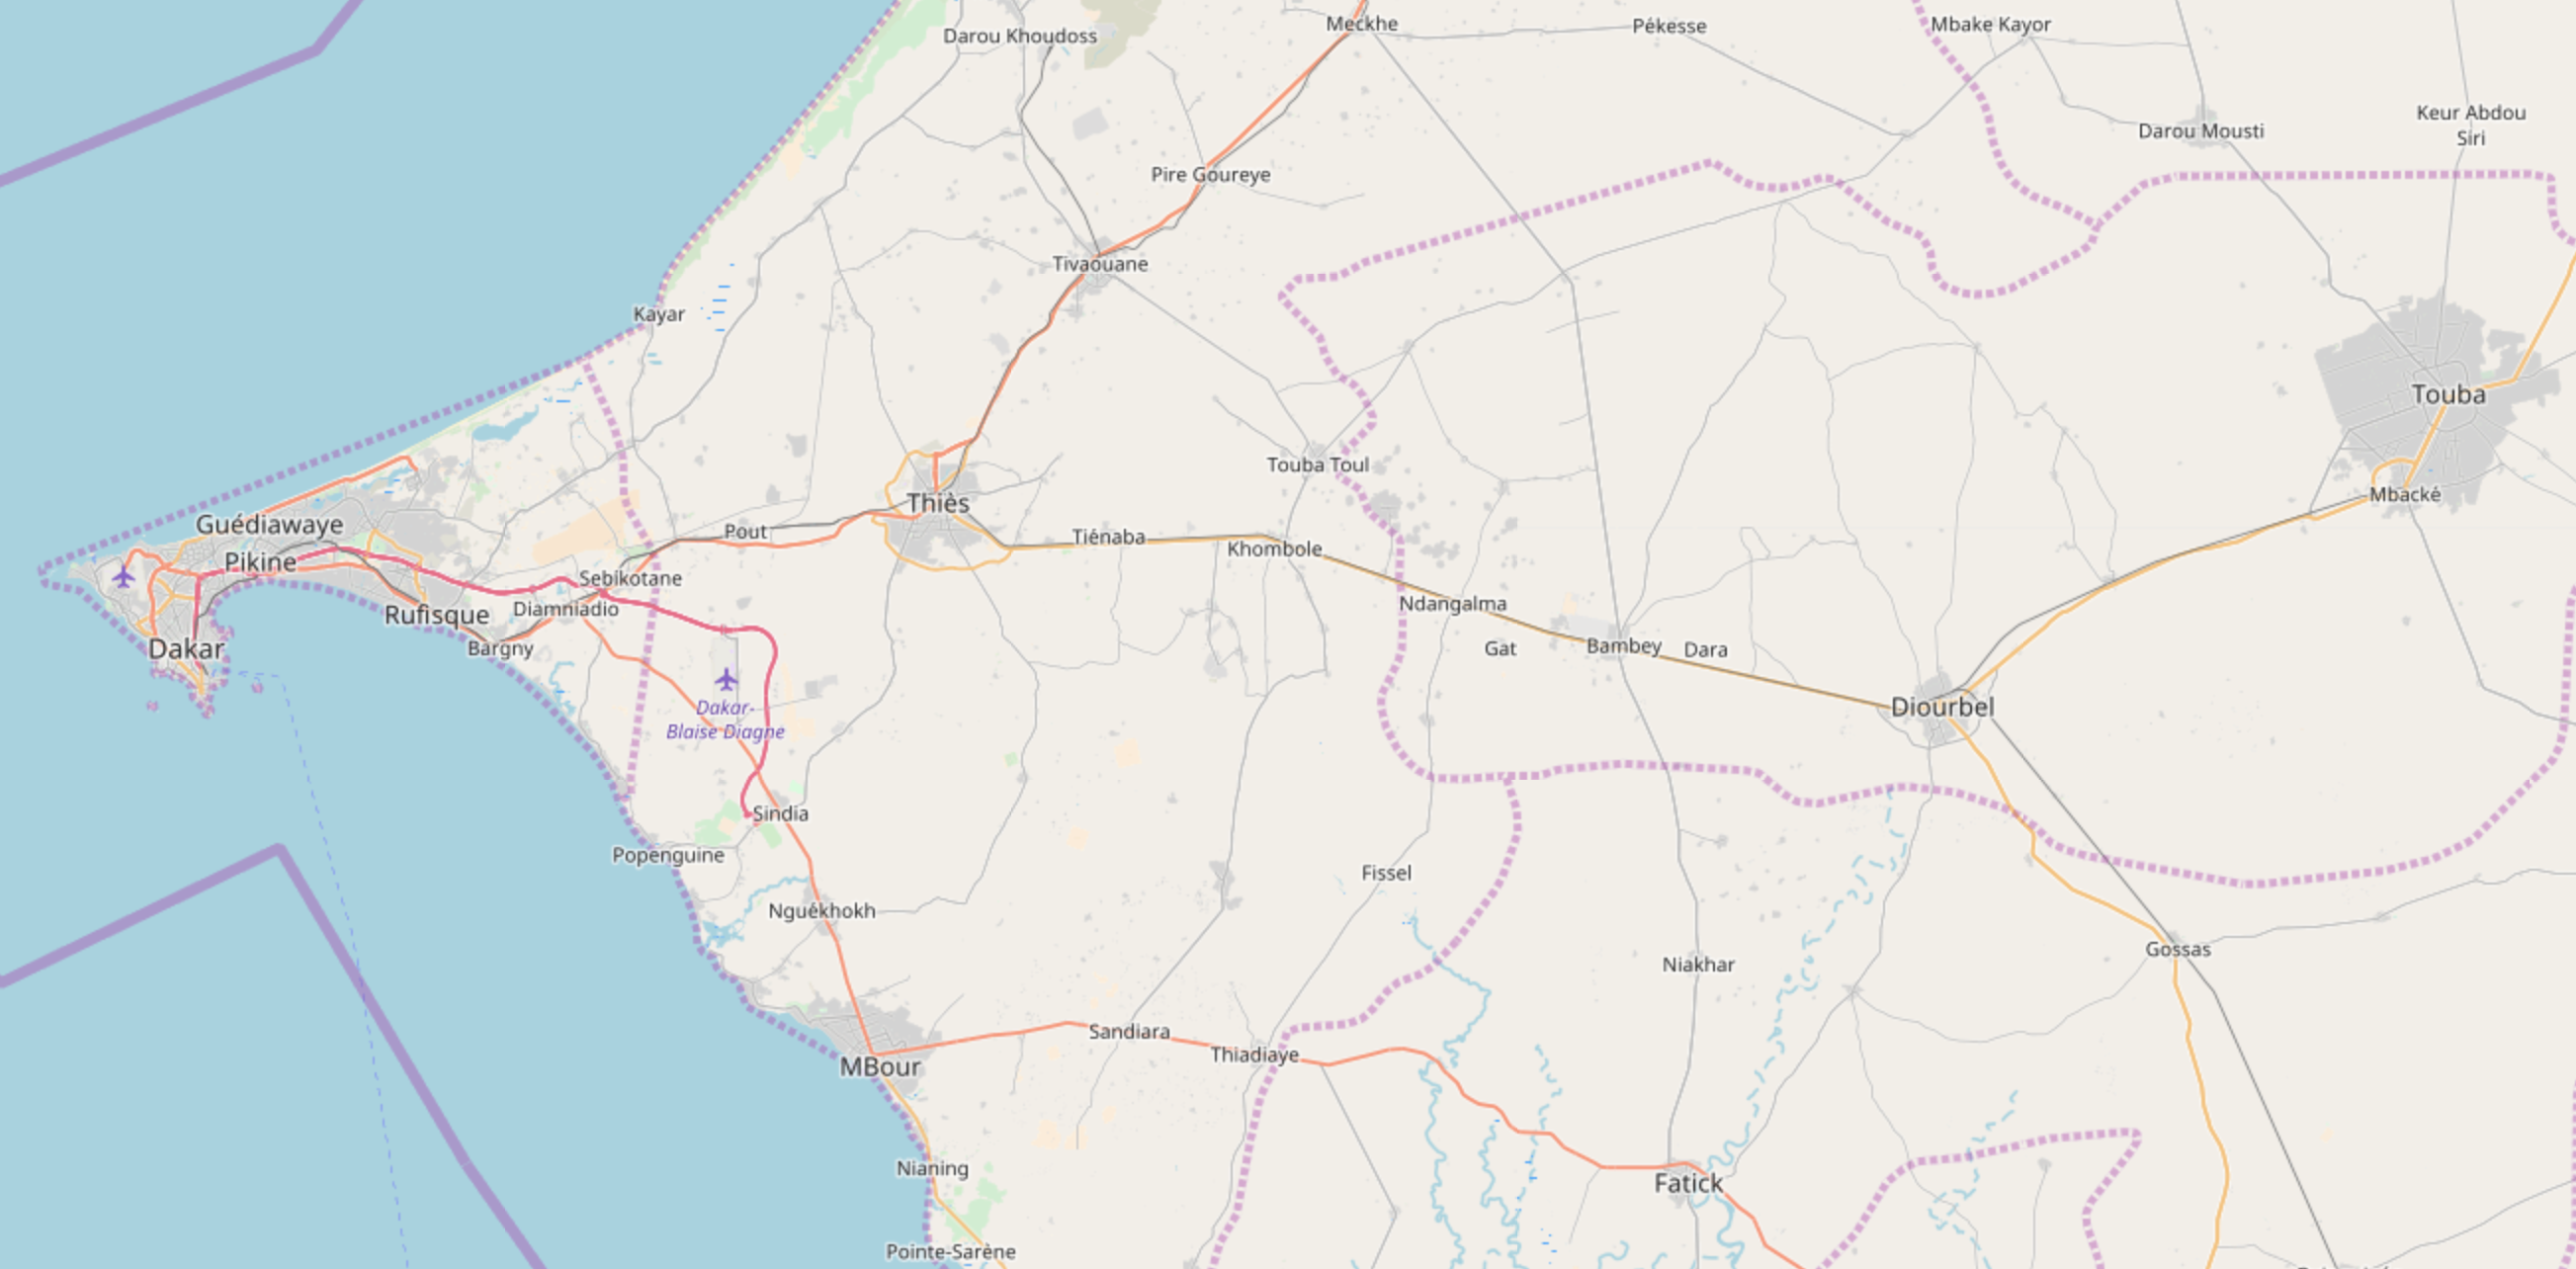 Meckhe
Pékesse
Mbake Kayor
Darou Khoudoss
Keur Abdou
Siri
Darou Mousti
Pire Goureye
Tivaouane
Kayar
Touba
Touba Toul
Mbacké
Thiès
Guédiawaye
Pout
Tiénaba
Khombole
Pikine
Sebikotane
Ndangalma
Diamniadio
Rufisque
Bargny
Dakar
Gat
Bambey
Dara
Diourbel
Dakar-
Blaise Diagne
Sindia
Popenguine
Fissel
Nguékhokh
Gossas
Niakhar
Sandiara
Thiadiaye
MBour
Nianing
Fatick
Pointe-Sarène